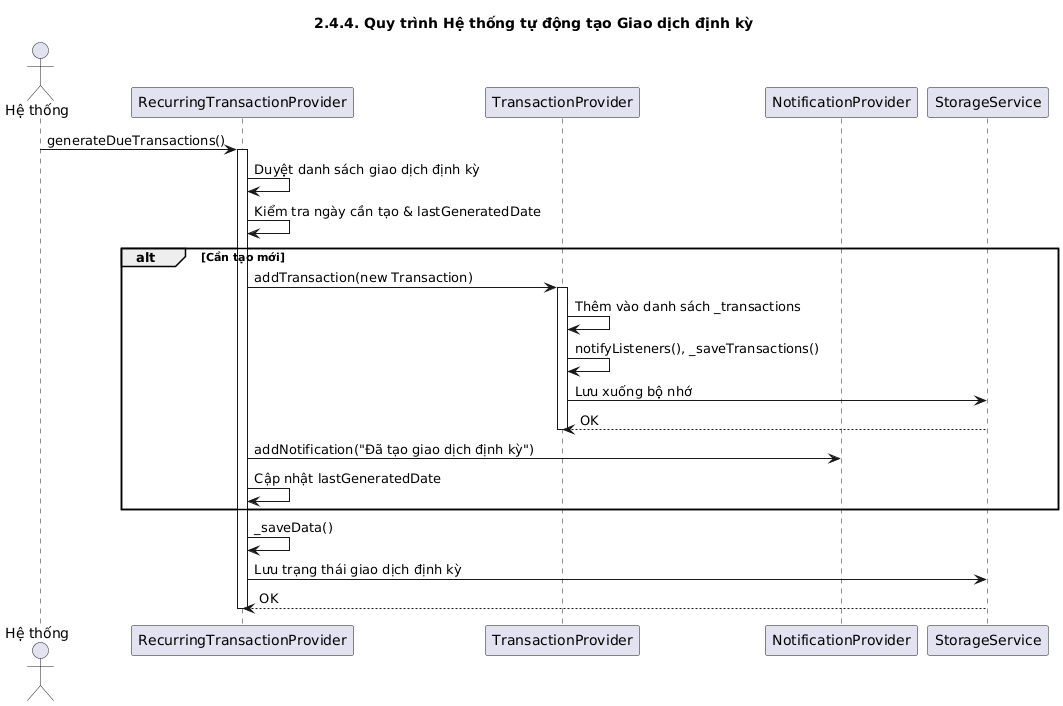 2.4.4. Quy trình Hệ thống tự động tạo Giao dịch định kỳ
Hệ thống
RecurringTransactionProvider
TransactionProvider
NotificationProvider
StorageService
generateDueTransactions()
Duyệt danh sách giao dịch định kỳ
Kiểm tra ngày cần tạo & lastGeneratedDate
alt
[Cần tạo mới]
addTransaction(new Transaction)
Thêm vào danh sách _transactions
notifyListeners(), _saveTransactions()
Lưu xuống bộ nhớ
OK
addNotification("Đã tạo giao dịch định kỳ")
Cập nhật lastGeneratedDate
_saveData()
Lưu trạng thái giao dịch định kỳ
OK
Hệ thống
RecurringTransactionProvider
TransactionProvider
NotificationProvider
StorageService